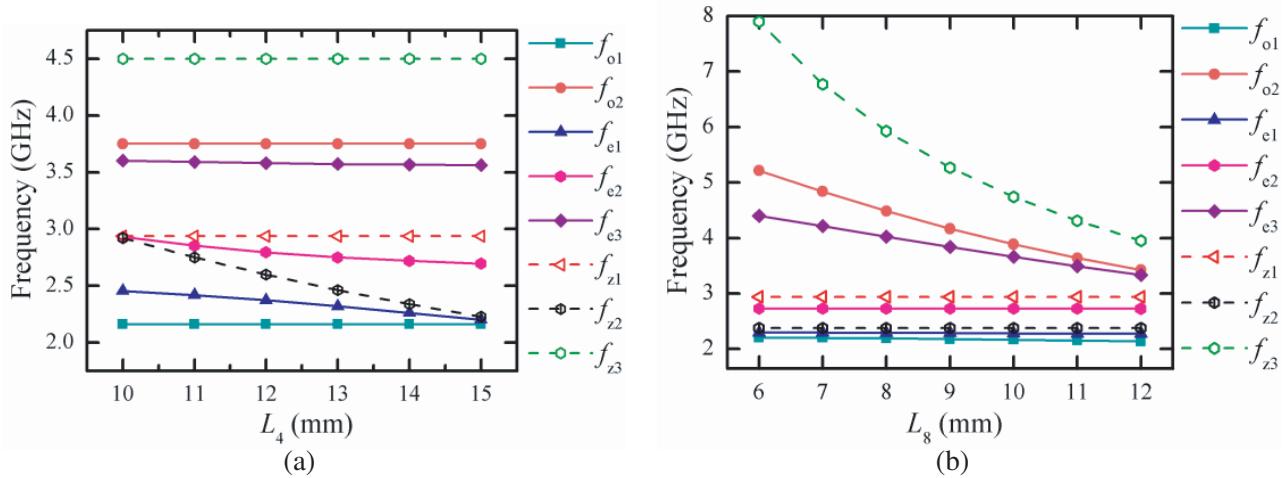 4.5
4.0
3.5
3.0
2.5
2.0
Frequency (GHz)
10 11 12 13 14 15
L4 (mm)
fo1
fo2
fe1
fe2
fe3
fz1
fz2
fz3
(a)
8
7
6
5
4
3
2
Frequency (GHz)
6 7 8 9 10 11 12
L8 (mm)
fo1
fo2
fe1
fe2
fe3
fz1
fz2
fz3
(b)